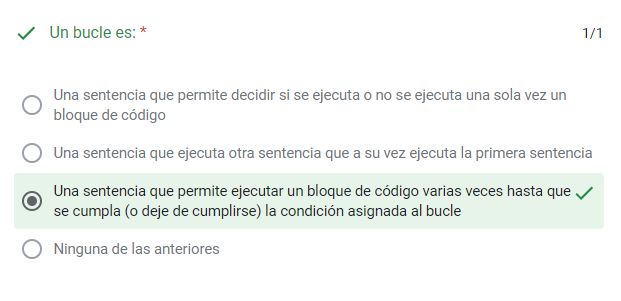 Un bucle es: *
1/1
Una sentencia que permite decidir si se ejecuta o no se ejecuta una sola vez un
bloque de código
Una sentencia que ejecuta otra sentencia que a su vez ejecuta la primera sentencia
Una sentencia que permite ejecutar un bloque de código varias veces hasta que
se cumpla (o deje de cumplirse) la condición asignada al bucle
Ninguna de las anteriores